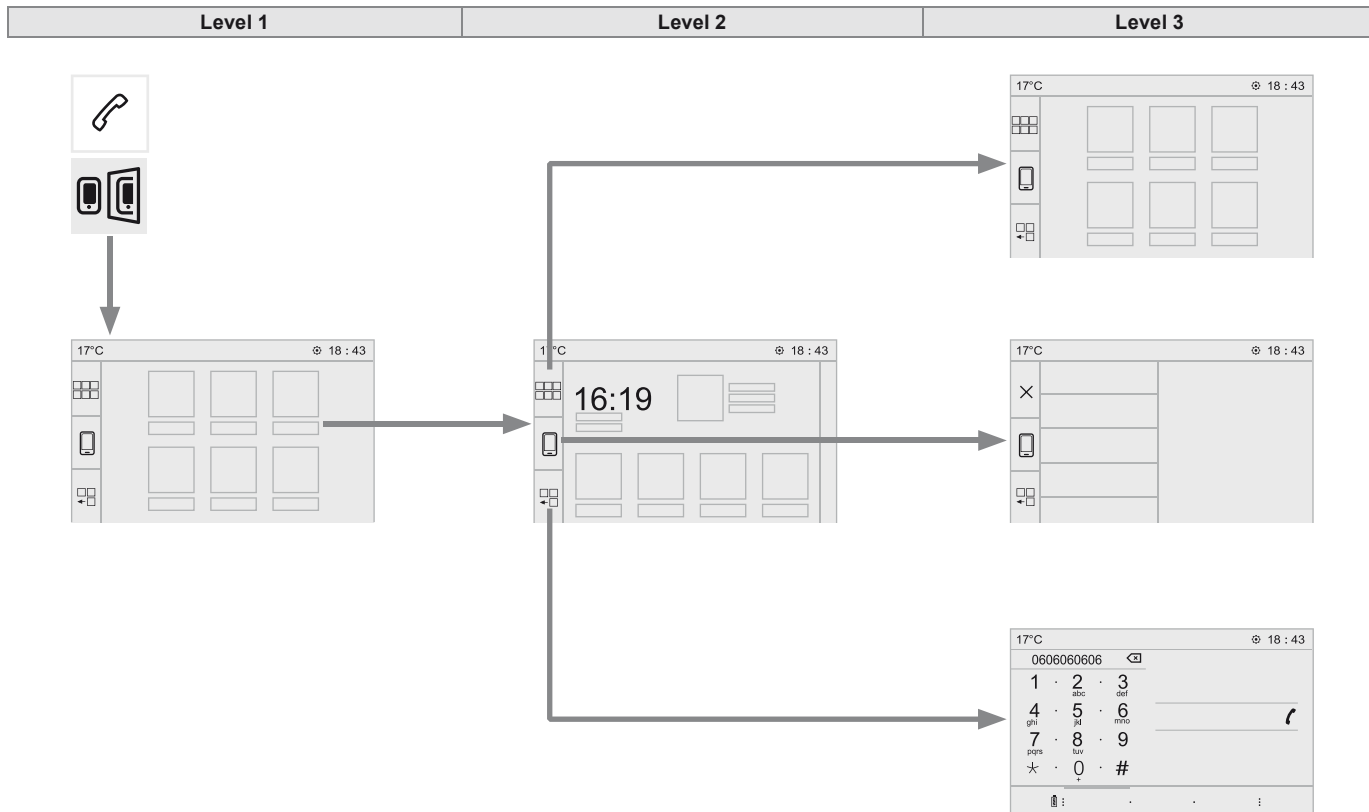 Level 1 Level 2 Level 3
17°C 18 : 43
17°C 18 : 43
17°C 18 : 43
16:19
17°C 18 : 43
17°C 18 : 43
0606060606
1 · 2 · 3
abc def
4 · 5 · 6
ghi jkl mno
7 · 8 · 9
pqrs tuv
* · 0 · #
+